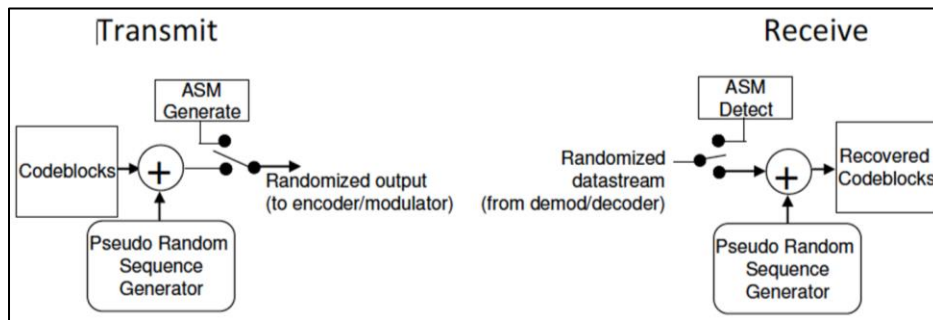 Transmit
ASM
Generate
Codeblocks
+
Randomized output
(to encoder/modulator)
Pseudo Random
Sequence
Generator
Receive
ASM
Detect
Randomized
datastream
(from demod/decoder)
+
Recovered
Codeblocks
Pseudo Random
Sequence
Generator